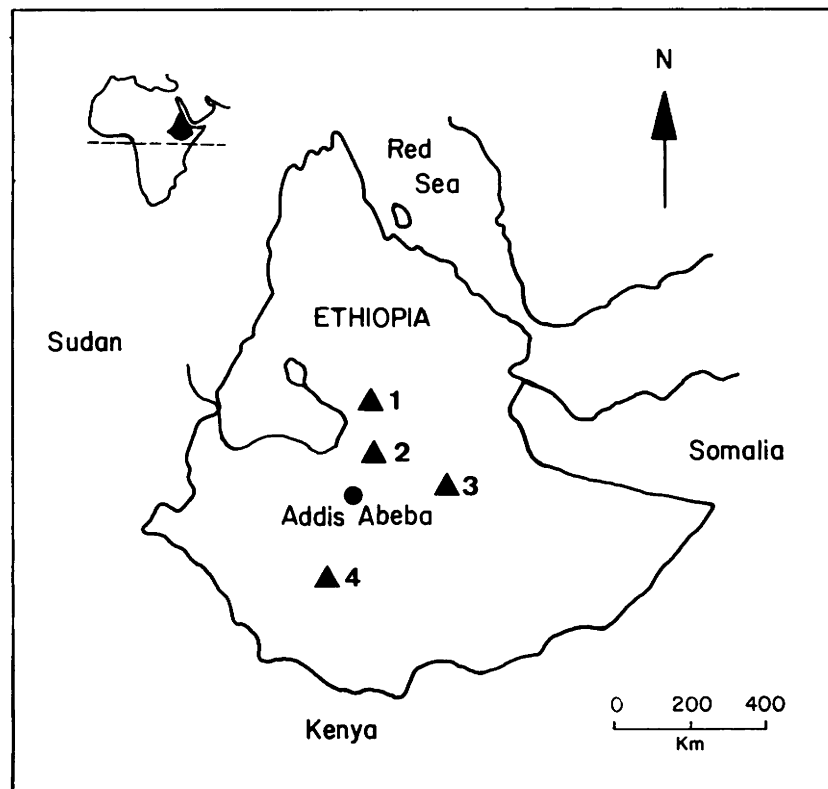 N
Red
Sea
ETHIOPIA
Sudan
1
2
Somalia
3
Addis Abeba
4
0 200 400
Km
Kenya